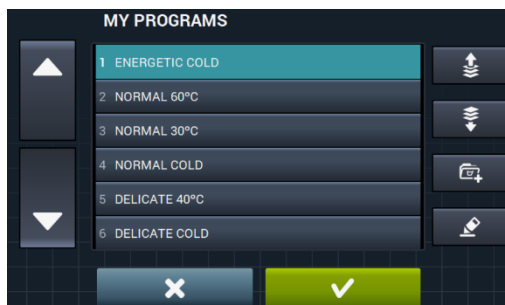 MY PROGRAMS
1 ENERGETIC COLD
2 NORMAL 60ºC
3 NORMAL 30ºC
4 NORMAL COLD
5 DELICATE 40ºC
6 DELICATE COLD